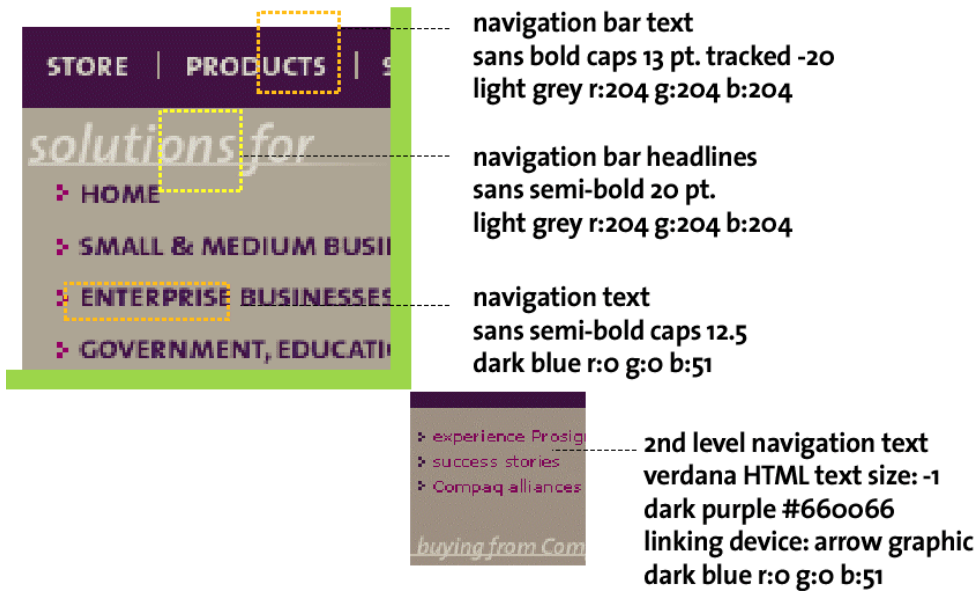 navigation bar text
sans bold caps 13 pt. tracked -20
light grey r:204 g:204 b:204
STORE | PRODUCTS | S
solutions for
navigation bar headlines
sans semi-bold 20 pt.
light grey r:204 g:204 b:204
HOME
SMALL & MEDIUM BUSI
ENTERPRISE BUSINESSES
GOVERNMENT, EDUCATI
navigation text
sans semi-bold caps 12.5
dark blue r:0 g:0 b:51
experience Prosign
success stories
Compaq alliances
buying from Com
2nd level navigation text
verdana HTML text size: -1
dark purple #660066
linking device: arrow graphic
dark blue r:0 g:0 b:51